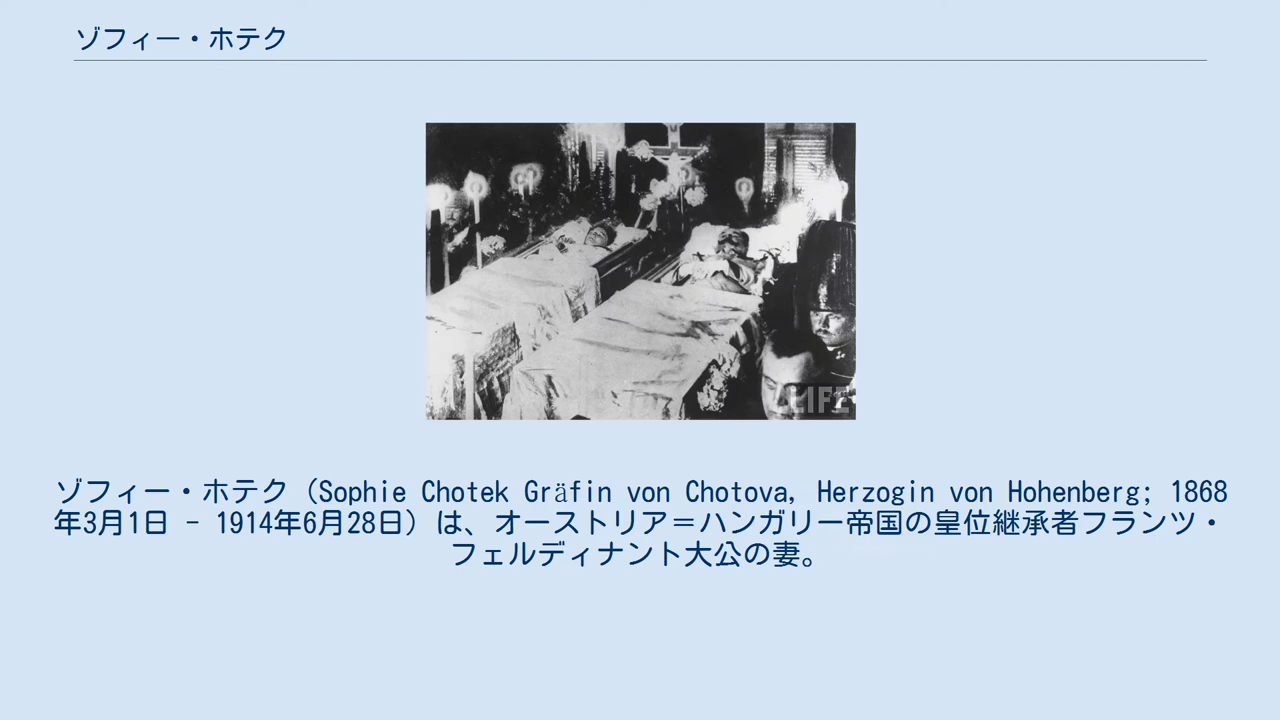 ゾフィー・ホテク
LIFE
ゾフィー・ホテク（Sophie Chotek Gräfin von Chotova, Herzogin von Hohenberg; 1868
年3月1日 - 1914年6月28日）は、オーストリア＝ハンガリー帝国の皇位継承者フランツ・
フェルディナント大公の妻。